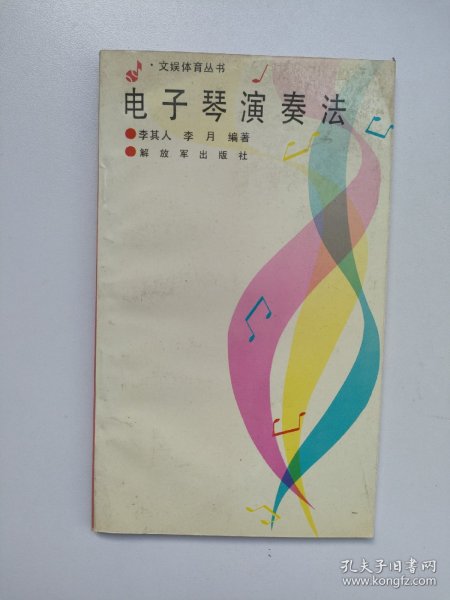 ·文娱体育丛书
电子琴演奏法
●李其人 李月 编著
●解放军出版社
孔夫子旧书网
www.kongfz.com